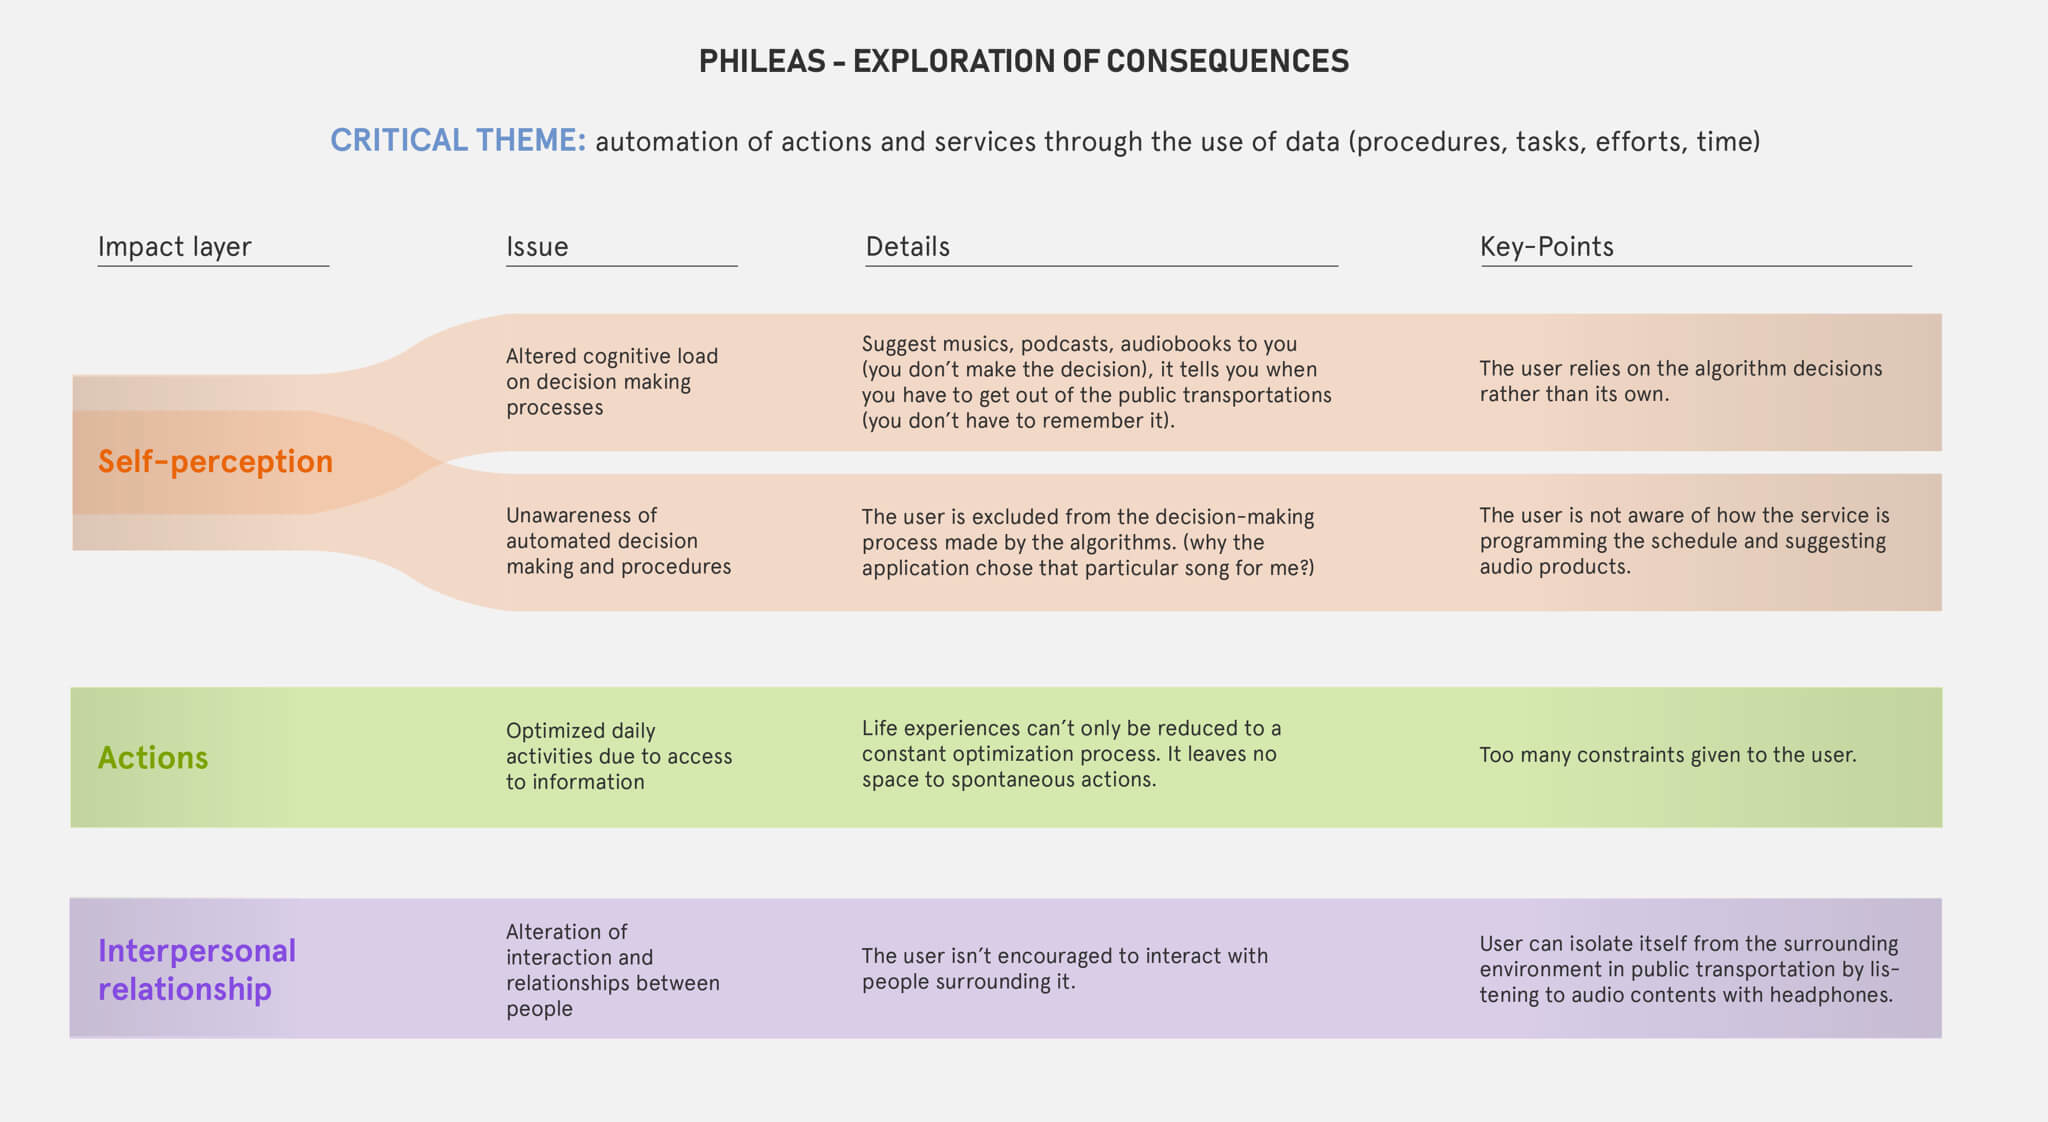 PHILEAS - EXPLORATION OF CONSEQUENCES
CRITICAL THEME: automation of actions and services through the use of data (procedures, tasks, efforts, time)
Impact layer
Issue
Details
Key-Points
Self-perception
Altered cognitive load
on decision making
processes
Suggest musics, podcasts, audiobooks to you
(you don't make the decision), it tells you when
you have to get out of the public transportations
(you don't have to remember it).
The user relies on the algorithm decisions
rather than its own.
Unawareness of
automated decision
making and procedures
The user is excluded from the decision-making
process made by the algorithms. (why the
application chose that particular song for me?)
The user is not aware of how the service is
programming the schedule and suggesting
audio products.
Actions
Optimized daily
activities due to access
to information
Life experiences can't only be reduced to a
constant optimization process. It leaves no
space to spontaneous actions.
Too many constraints given to the user.
Interpersonal
relationship
Alteration of
interaction and
relationships between
people
The user isn't encouraged to interact with
people surrounding it.
User can isolate itself from the surrounding
environment in public transportation by lis-
tening to audio contents with headphones.